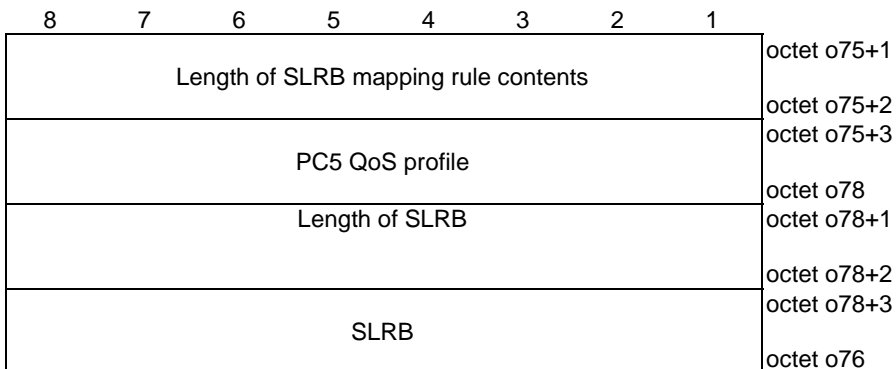 8 7 6 5 4 3 2 1
Length of SLRB mapping rule contents
octet o75+1
octet o75+2
PC5 QoS profile
octet o75+3
octet o78
Length of SLRB
octet o78+1
octet o78+2
SLRB
octet o78+3
octet o76